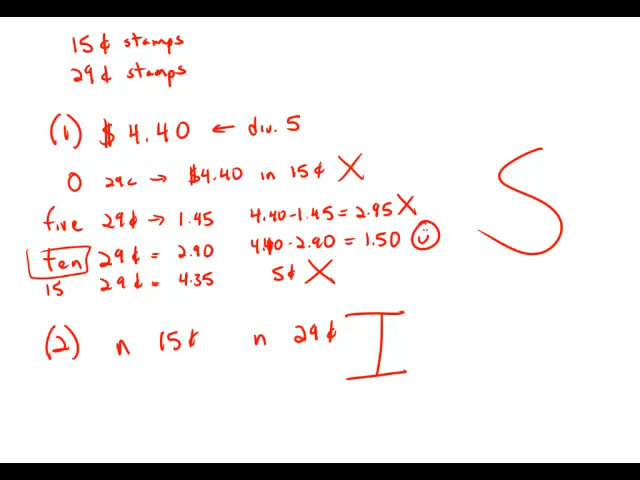 15¢ stamps
29¢ stamps
(1) $4.40 ← div. 5
0 29¢ → $4.40 in 15¢ X
five 29¢ → 1.45 4.40-1.45 = 2.95 X
ten 29¢ = 2.90 4.40-2.90 = 1.50
15 29¢ = 4.35 5¢ X
(2) n 15¢ n 29¢ I
S